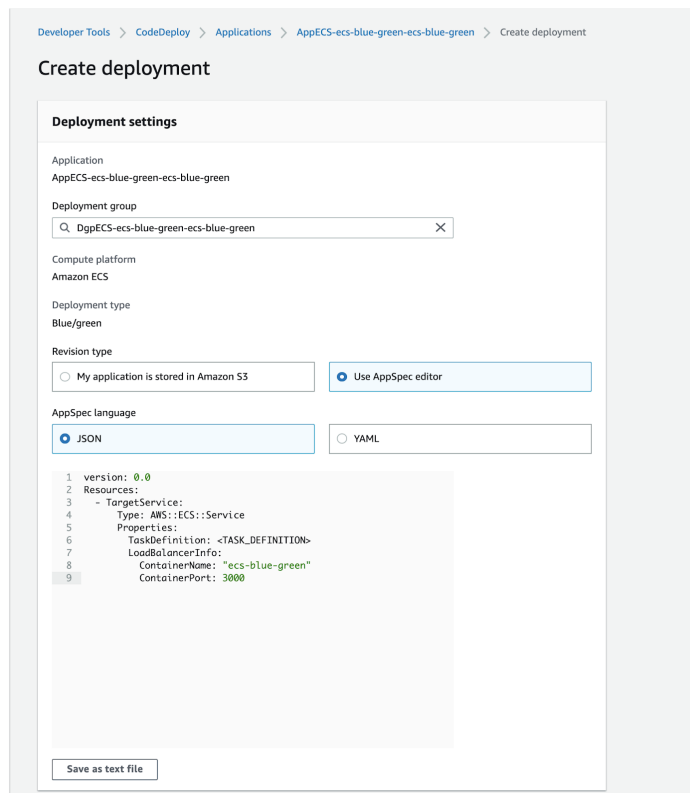 Developer Tools > CodeDeploy > Applications > AppECS-ecs-blue-green-ecs-blue-green > Create deployment
Create deployment
Deployment settings
Application
AppECS-ecs-blue-green-ecs-blue-green
Deployment group
DgpECS-ecs-blue-green-ecs-blue-green
Compute platform
Amazon ECS
Deployment type
Blue/green
Revision type
My application is stored in Amazon S3 Use AppSpec editor
AppSpec language
JSON YAML
1 version: 0.0
2 Resources:
3   - TargetService:
4       Type: AWS::ECS::Service
5       Properties:
6         TaskDefinition: <TASK_DEFINITION>
7         LoadBalancerInfo:
8           ContainerName: "ecs-blue-green"
9           ContainerPort: 3000
Save as text file